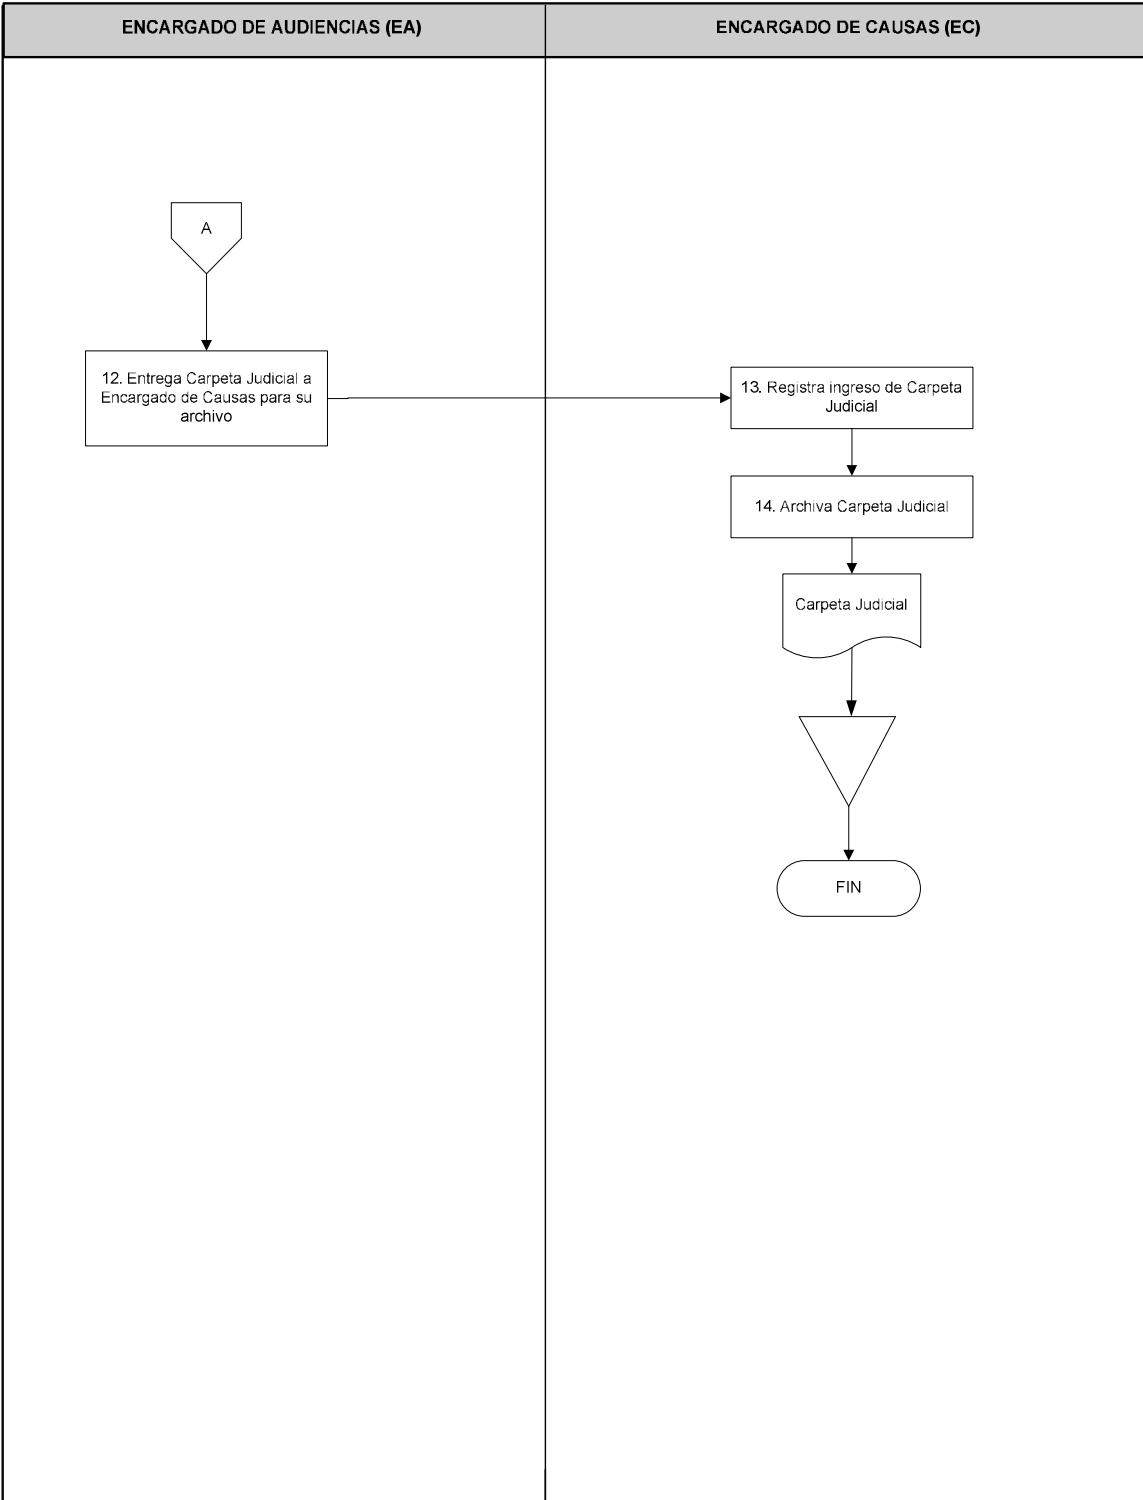 ENCARGADO DE AUDIENCIAS (EA)
ENCARGADO DE CAUSAS (EC)
A
12. Entrega Carpeta Judicial a
Encargado de Causas para su
archivo
13. Registra ingreso de Carpeta
Judicial
14. Archiva Carpeta Judicial
Carpeta Judicial
FIN